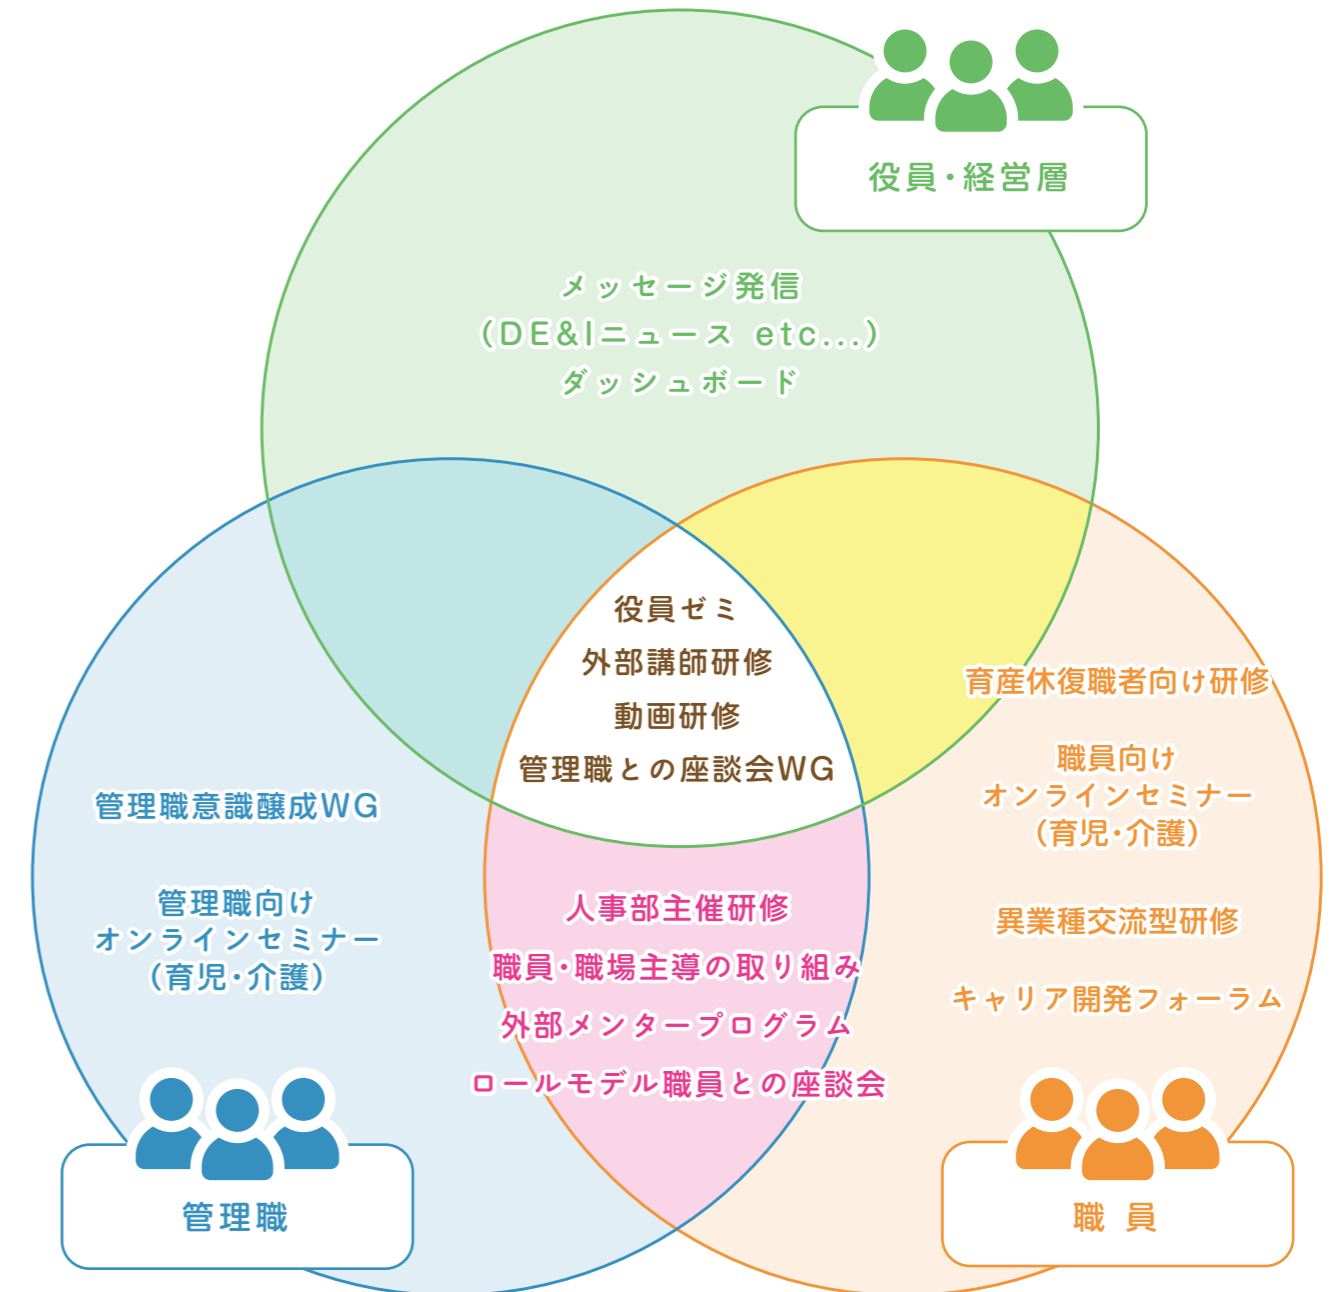 役員・経営層
メッセージ発信
(DE&Iニュース etc...)
ダッシュボード
役員ゼミ
外部講師研修
動画研修
管理職との座談会WG
育産休復職者向け研修
職員向け
オンラインセミナー
(育児・介護)
異業種交流型研修
キャリア開発フォーラム
管理職意識醸成WG
管理職向け
オンラインセミナー
(育児・介護)
人事部主催研修
職員・職場主導の取り組み
外部メンタープログラム
ロールモデル職員との座談会
管理職
職 員